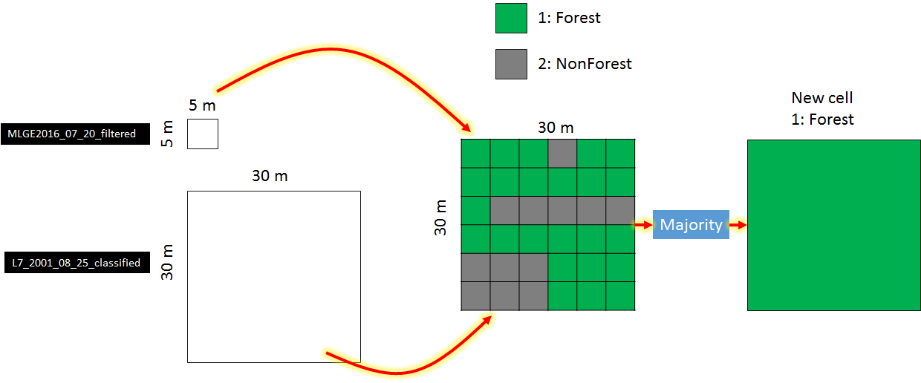 1: Forest
2: NonForest
5 m
MLGE2016_07_20_filtered
5 m
30 m
L7_2001_08_25_classified
30 m
30 m
30 m
Majority
New cell
1: Forest